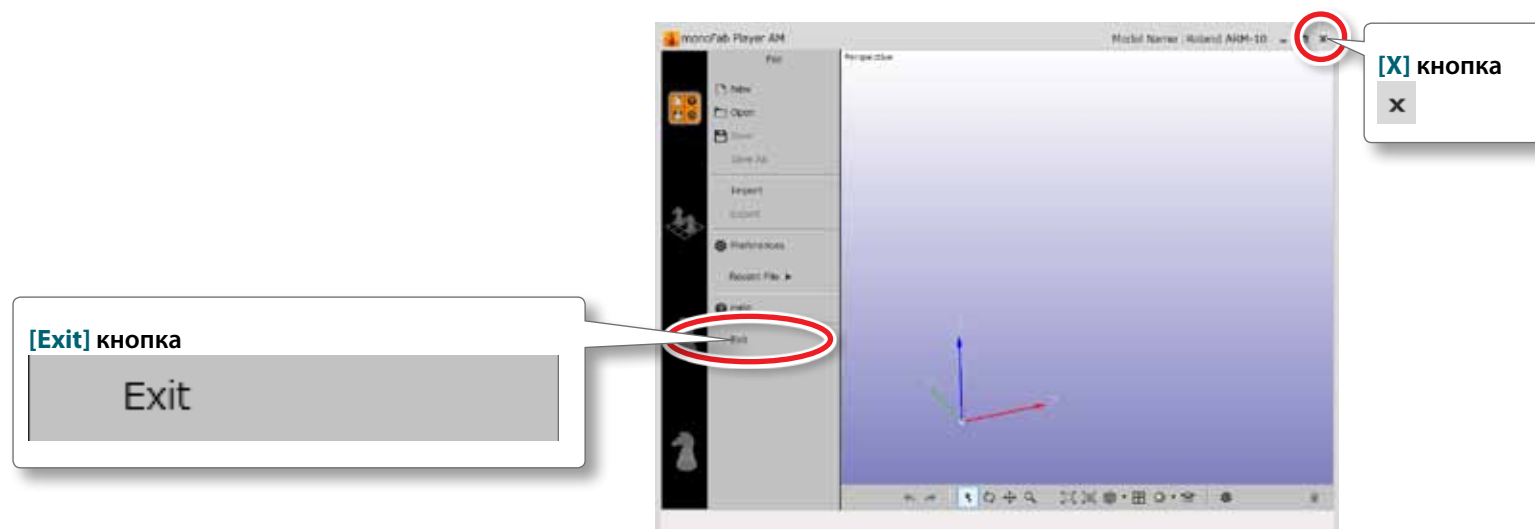 monoFab Player AM
Model Name : Roland ARM-10
x
File
Perspective
New
Open
Save
Save As
Import
Export
Preferences
Recent File
Help
Exit
[X] кнопка
x
[Exit] кнопка
Exit